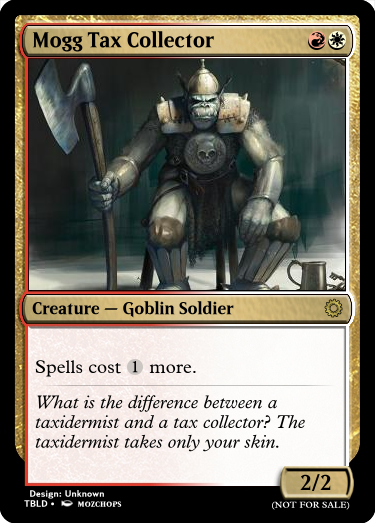 Mogg Tax Collector
Creature — Goblin Soldier
Spells cost 1 more.
What is the difference between a
taxidermist and a tax collector? The
taxidermist takes only your skin.
2/2
Design: Unknown
TBLD • MOZCHOPS
(NOT FOR SALE)